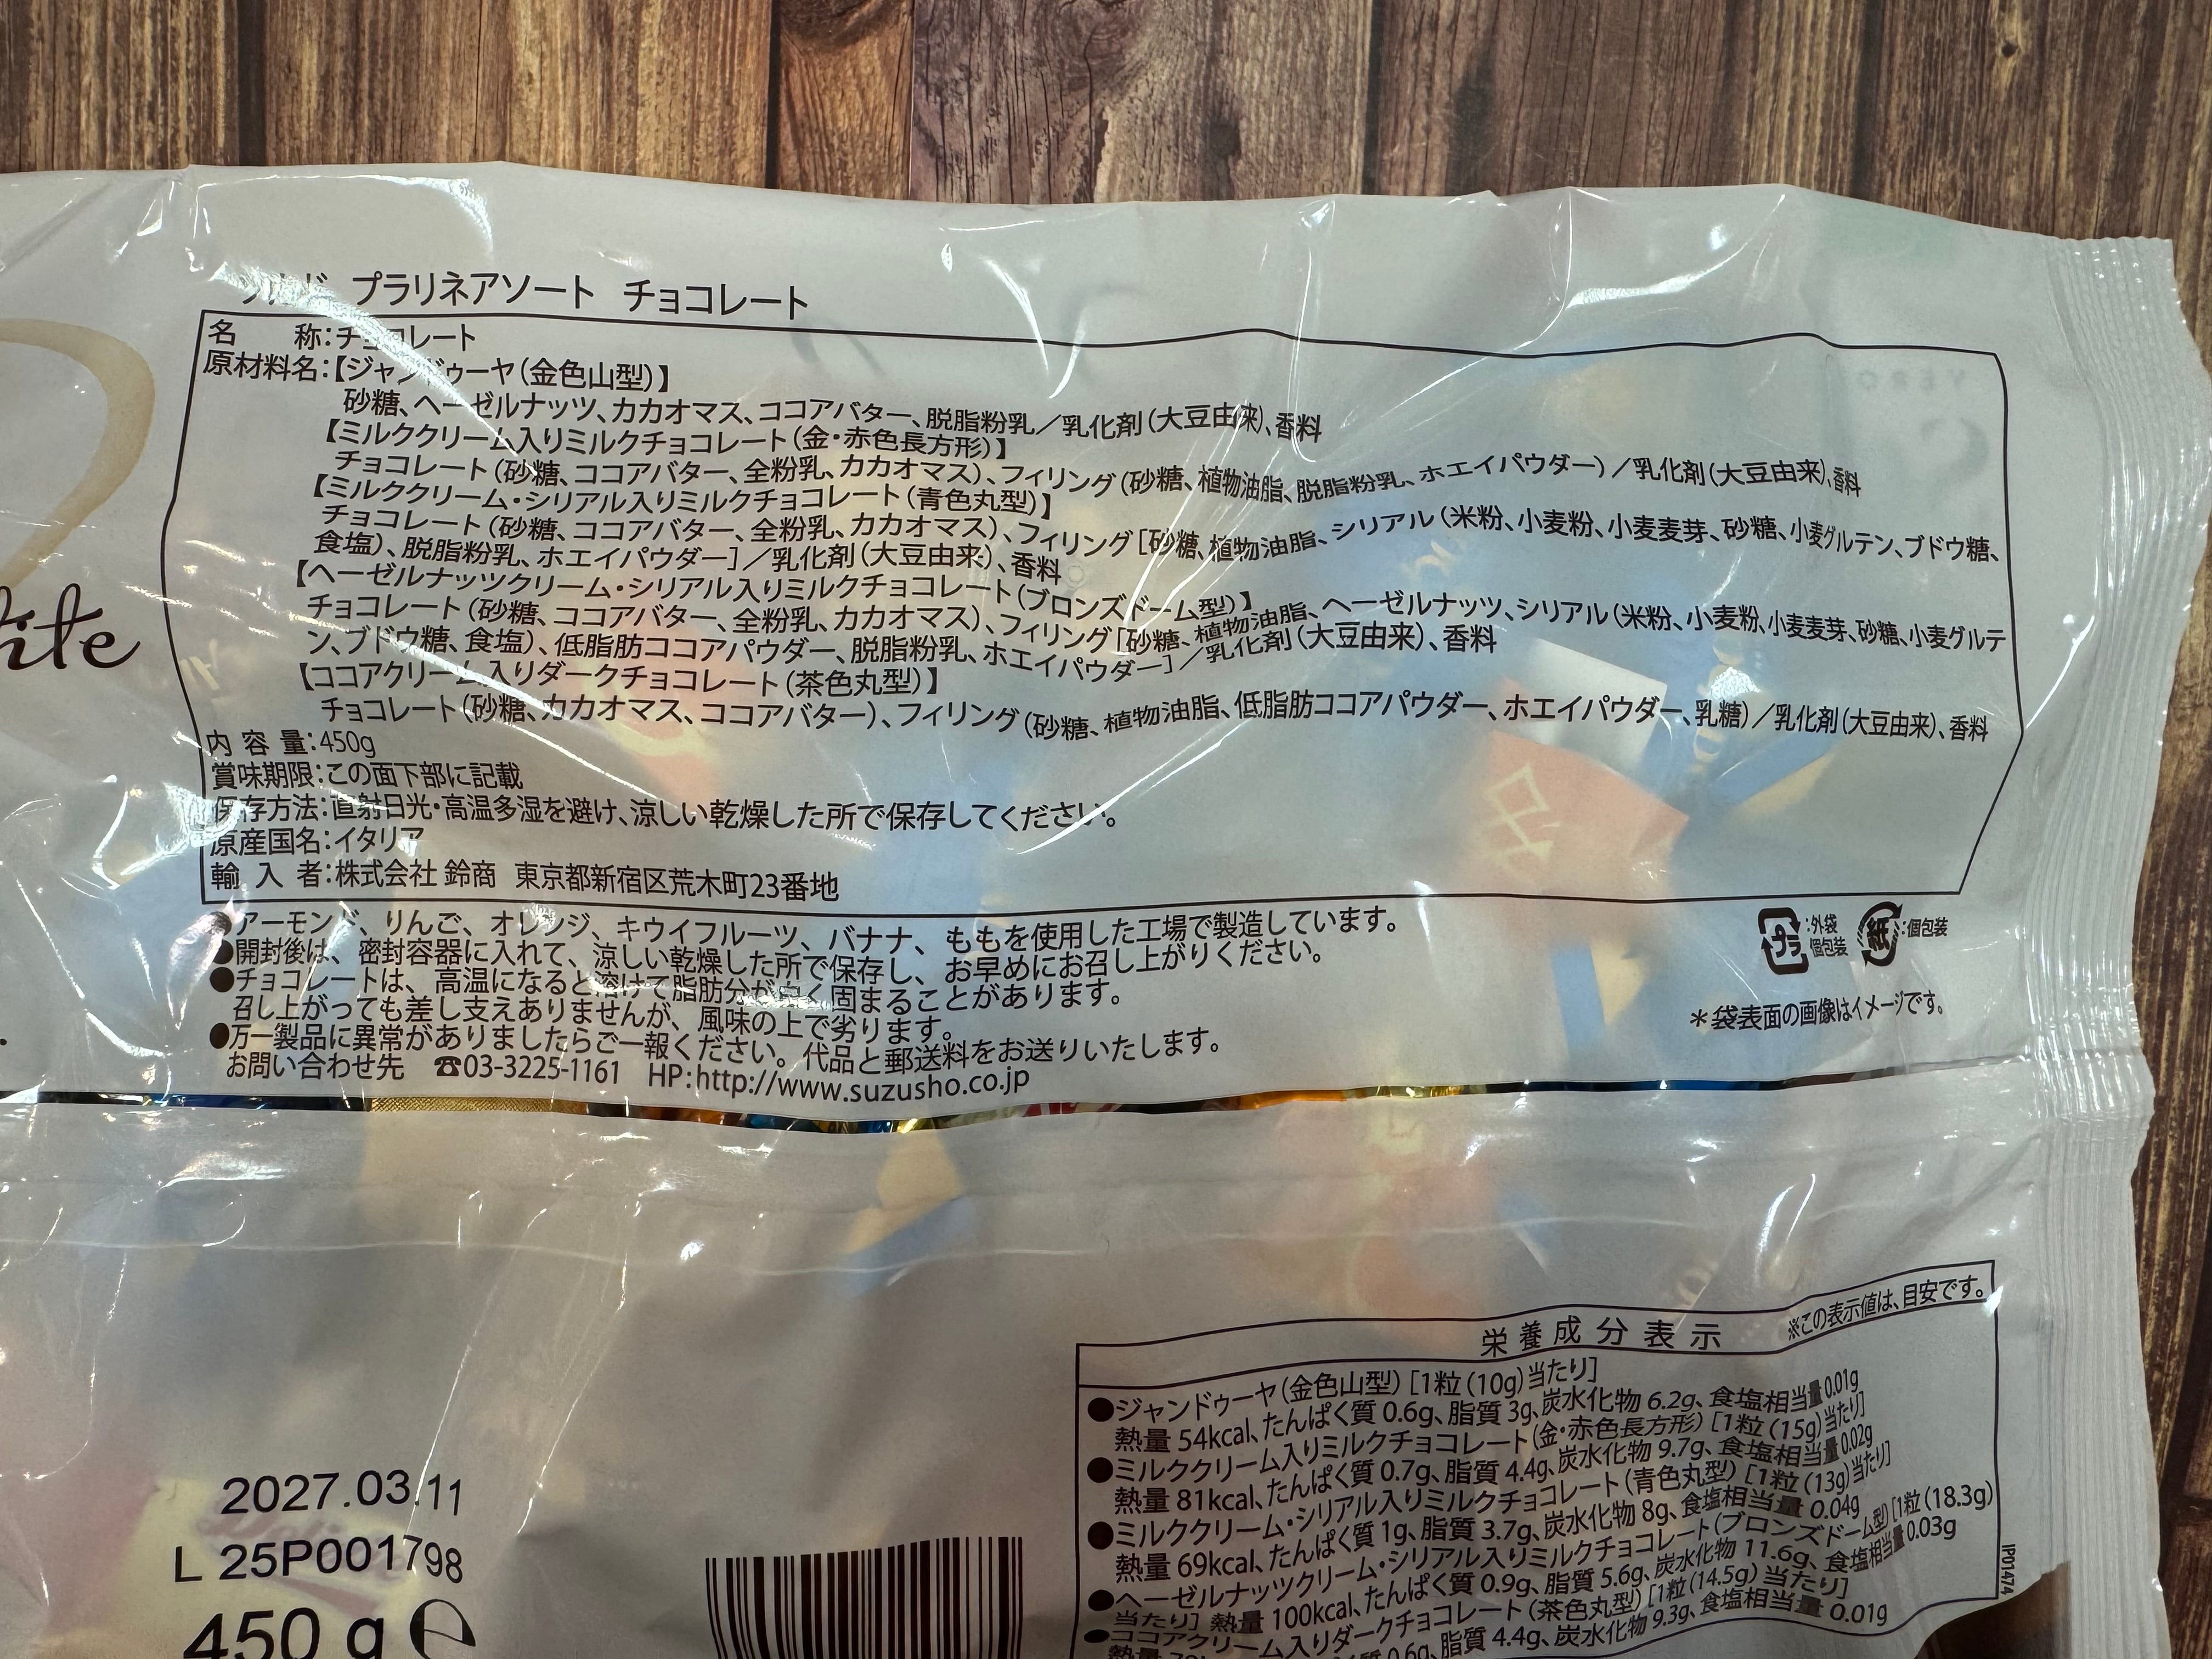 プラリネアソート チョコレート
名 称:チョコレート
原材料名:【ジャンドゥーヤ(金色山型)】
砂糖、ヘーゼルナッツ、カカオマス、ココアバター、脱脂粉乳/乳化剤(大豆由来)、香料
【ミルククリーム入りミルクチョコレート(金・赤色長方形)】
チョコレート(砂糖、ココアバター、全粉乳、カカオマス)、フィリング(砂糖、植物油脂、脱脂粉乳、ホエイパウダー)/乳化剤(大豆由来)、香料
【ミルククリーム・シリアル入りミルクチョコレート(青色丸型)】
チョコレート(砂糖、ココアバター、全粉乳、カカオマス)、フィリング[砂糖、植物油脂、シリアル(米粉、小麦粉、小麦麦芽、砂糖、小麦グルテン、ブドウ糖、
食塩)、脱脂粉乳、ホエイパウダー]/乳化剤(大豆由来)、香料
【ヘーゼルナッツクリーム・シリアル入りミルクチョコレート(ブロンズドーム型)】
チョコレート(砂糖、ココアバター、全粉乳、カカオマス)、フィリング[砂糖、植物油脂、ヘーゼルナッツ、シリアル(米粉、小麦粉、小麦麦芽、砂糖、小麦グルテ
ン、ブドウ糖、食塩)、低脂肪ココアパウダー、脱脂粉乳、ホエイパウダー]/乳化剤(大豆由来)、香料
【ココアクリーム入りダークチョコレート(茶色丸型)】
チョコレート(砂糖、カカオマス、ココアバター)、フィリング(砂糖、植物油脂、低脂肪ココアパウダー、ホエイパウダー、乳糖)/乳化剤(大豆由来)、香料
内 容 量:450g
賞味期限:この面下部に記載
保存方法:直射日光・高温多湿を避け、涼しい乾燥した所で保存してください。
原産国名:イタリア
輸 入 者:株式会社 鈴商 東京都新宿区荒木町23番地
●アーモンド、りんご、オレンジ、キウイフルーツ、バナナ、ももを使用した工場で製造しています。
●開封後は、密封容器に入れて、涼しい乾燥した所で保存し、お早めにお召し上がりください。
●チョコレートは、高温になると溶けて脂肪分が白く固まることがあります。
召し上がっても差し支えありませんが、風味の上で劣ります。
●万一製品に異常がありましたらご一報ください。代品と郵送料をお送りいたします。
お問い合わせ先 ☎03-3225-1161 HP:http://www.suzusho.co.jp
プラ:外袋 個包装 紙:個包装
*袋表面の画像はイメージです。
栄養成分表示 ※この表示値は、目安です。
●ジャンドゥーヤ(金色山型)[1粒(10g)当たり]
熱量 54kcal、たんぱく質 0.6g、脂質 3g、炭水化物 6.2g、食塩相当量 0.01g
●ミルククリーム入りミルクチョコレート(金・赤色長方形)[1粒(15g)当たり]
熱量 81kcal、たんぱく質 0.7g、脂質 4.4g、炭水化物 9.7g、食塩相当量 0.02g
●ミルククリーム・シリアル入りミルクチョコレート(青色丸型)[1粒(13g)当たり]
熱量 69kcal、たんぱく質 1g、脂質 3.7g、炭水化物 8g、食塩相当量 0.04g
●ヘーゼルナッツクリーム・シリアル入りミルクチョコレート(ブロンズドーム型)[1粒(18.3g)
当たり] 熱量 100kcal、たんぱく質 0.9g、脂質 5.6g、炭水化物 11.6g、食塩相当量 0.03g
●ココアクリーム入りダークチョコレート(茶色丸型)[1粒(14.5g)当たり]
0.6g、脂質 4.4g、炭水化物 9.3g、食塩相当量 0.01g
IP01474
2027.03.11
L 25P001798
450 g e